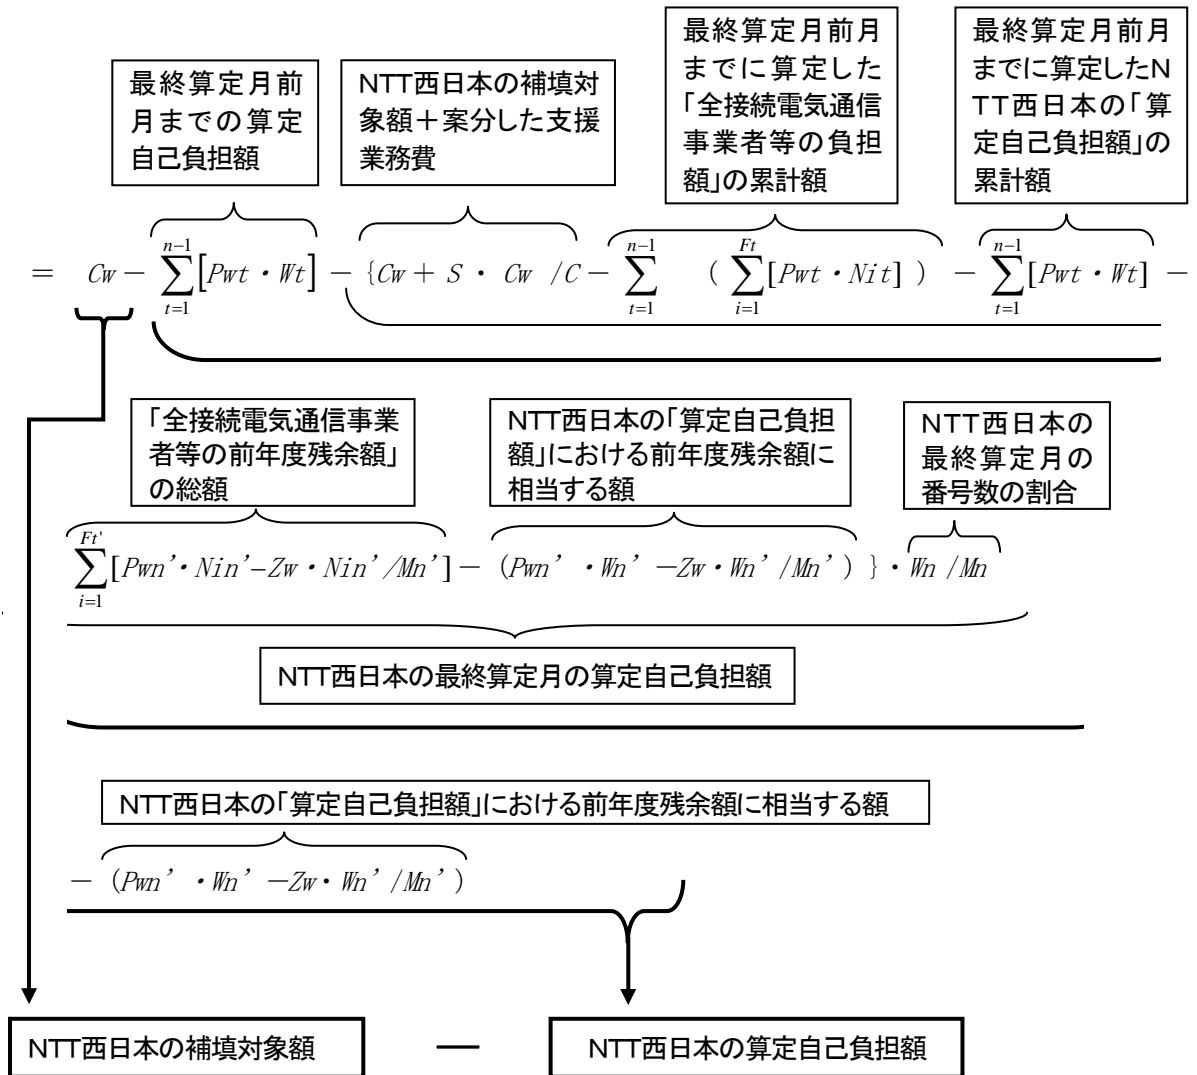 最終算定月前
月までの算定
自己負担額
NTT西日本の補填対
象額＋案分した支援
業務費
最終算定月前月
までに算定した
「全接続電気通信
事業者等の負担
額」の累計額
最終算定月前月
までに算定したN
TT西日本の「算
定自己負担額」の
累計額
＝ Cw－∑[Pwt・Wt]－{Cw＋S・Cw/C－∑(∑[Pwt・Nit])－∑[Pwt・Wt]－
n−1 n−1 Ft n−1
t=1 t=1 i=1 t=1
「全接続電気通信事業
者等の前年度残余額」
の総額
NTT西日本の「算定自己負担
額」における前年度残余額に
相当する額
NTT西日本の
最終算定月の
番号数の割合
Ft'
∑[Pwn’・Nin’−Zw・Nin’/Mn’]－(Pwn’・Wn’－Zw・Wn’/Mn’)}・Wn/Mn
i=1
NTT西日本の最終算定月の算定自己負担額
NTT西日本の「算定自己負担額」における前年度残余額に相当する額
－(Pwn’・Wn’－Zw・Wn’/Mn’)
NTT西日本の補填対象額 － NTT西日本の算定自己負担額